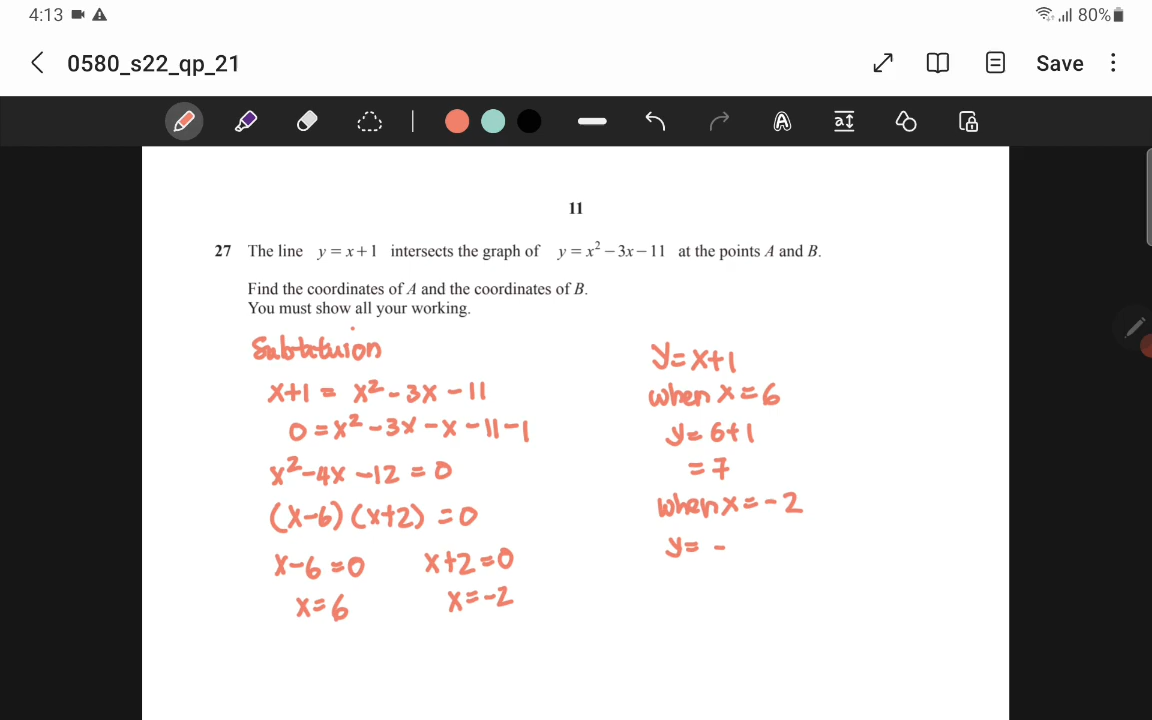 4:13 80%
0580_s22_qp_21 Save
11
27 The line y = x + 1 intersects the graph of y = x² − 3x − 11 at the points A and B.
Find the coordinates of A and the coordinates of B.
You must show all your working.
Subtatuion
x+1 = x² - 3x - 11
0 = x² - 3x - x - 11 - 1
x² - 4x - 12 = 0
(x-6) (x+2) = 0
x-6 = 0 x+2 = 0
x = 6 x = -2
y = x+1
when x = 6
y = 6+1
= 7
when x = -2
y = -